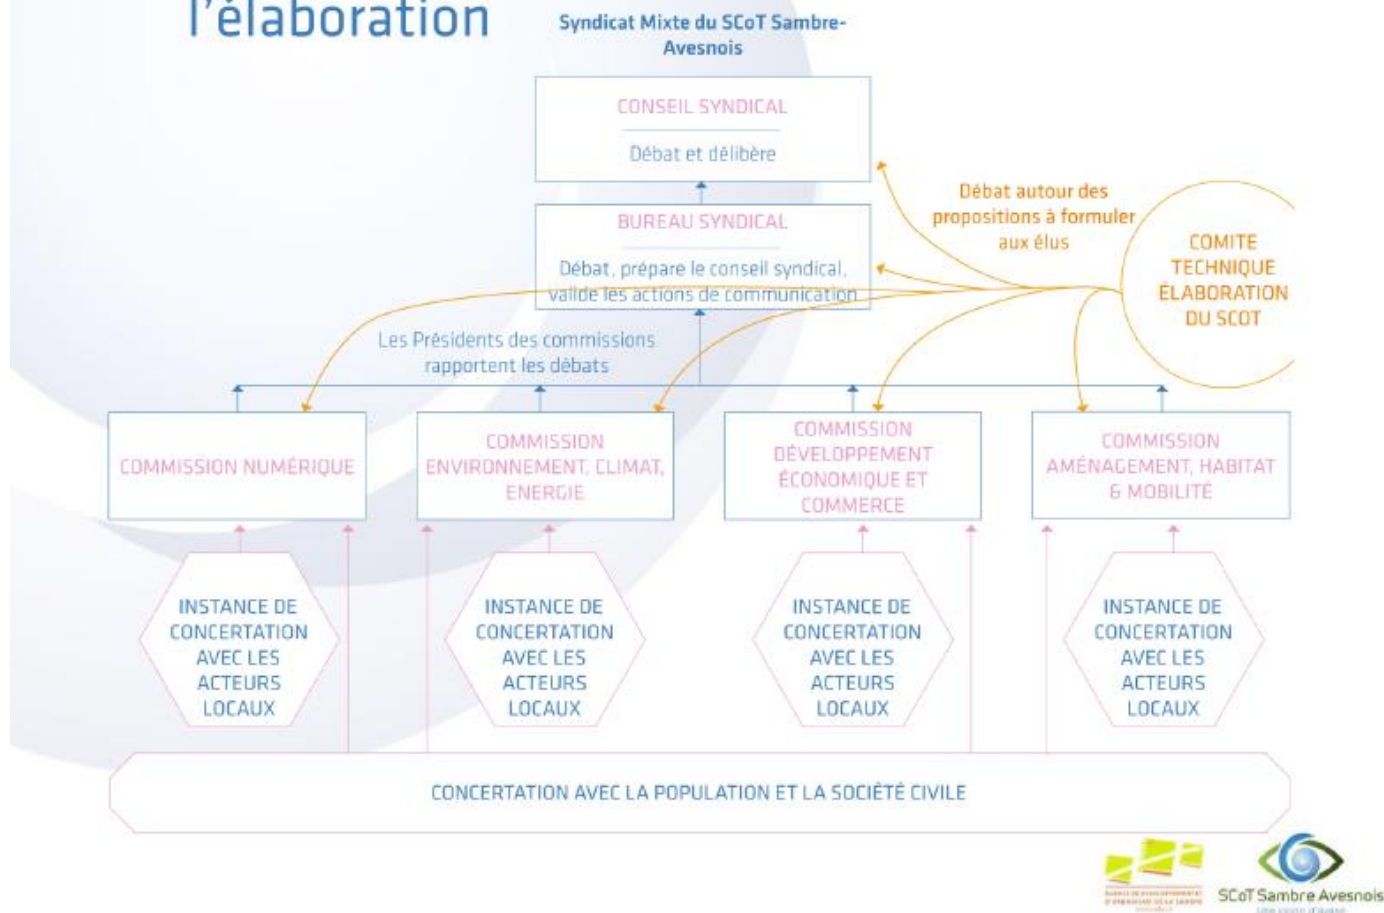 l'élaboration
Syndicat Mixte du SCoT Sambre-
Avesnois
CONSEIL SYNDICAL
Débat et délibère
BUREAU SYNDICAL
Débat, prépare le conseil syndical,
valide les actions de communication
Débat autour des
propositions à formuler
aux élus
COMITE
TECHNIQUE
ÉLABORATION
DU SCOT
Les Présidents des commissions
rapportent les débats
COMMISSION NUMÉRIQUE
COMMISSION
ENVIRONNEMENT, CLIMAT,
ENERGIE
COMMISSION
DÉVELOPPEMENT
ÉCONOMIQUE ET
COMMERCE
COMMISSION
AMÉNAGEMENT, HABITAT
& MOBILITÉ
INSTANCE DE
CONCERTATION
AVEC LES
ACTEURS
LOCAUX
INSTANCE DE
CONCERTATION
AVEC LES
ACTEURS
LOCAUX
INSTANCE DE
CONCERTATION
AVEC LES
ACTEURS
LOCAUX
INSTANCE DE
CONCERTATION
AVEC LES
ACTEURS
LOCAUX
CONCERTATION AVEC LA POPULATION ET LA SOCIÉTÉ CIVILE
SCoT Sambre Avesnois